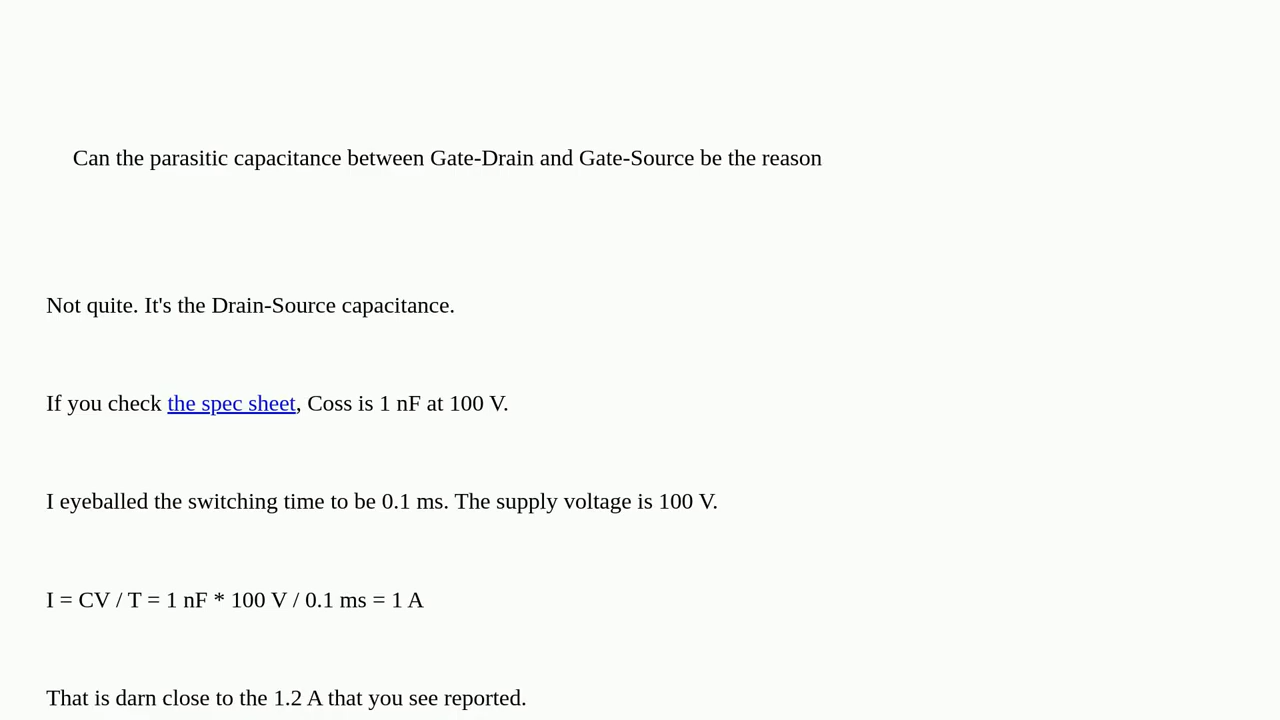 Can the parasitic capacitance between Gate-Drain and Gate-Source be the reason
Not quite. It's the Drain-Source capacitance.
If you check the spec sheet, Coss is 1 nF at 100 V.
I eyeballed the switching time to be 0.1 ms. The supply voltage is 100 V.
I = CV / T = 1 nF * 100 V / 0.1 ms = 1 A
That is darn close to the 1.2 A that you see reported.